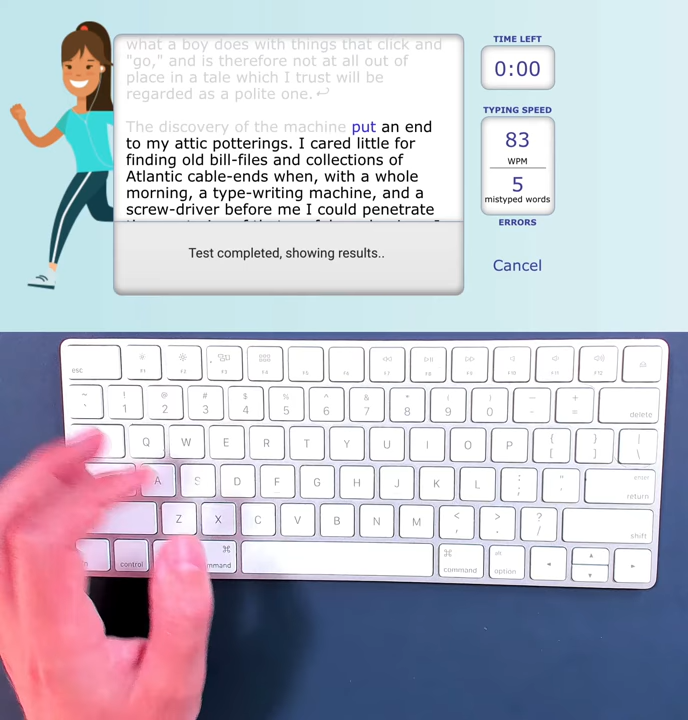 what a boy does with things that click and
"go," and is therefore not at all out of
place in a tale which I trust will be
regarded as a polite one.
The discovery of the machine put an end
to my attic potterings. I cared little for
finding old bill-files and collections of
Atlantic cable-ends when, with a whole
morning, a type-writing machine, and a
screw-driver before me I could penetrate
Test completed, showing results..
TIME LEFT
0:00
TYPING SPEED
83
WPM
5
mistyped words
ERRORS
Cancel
esc F1 F2 F3 F4 F5 F6 F7 F8 F9 F10 F11 F12
~ ! @ # $ % ^ & * ( ) _ +
` 1 2 3 4 5 6 7 8 9 0 - = delete
Q W E R T Y U I O P { [ } ] | \
A S D F G H J K L : ; " ' enter return
Z X C V B N M < , > . ? / shift
control ⌘ mmand ⌘ command alt option